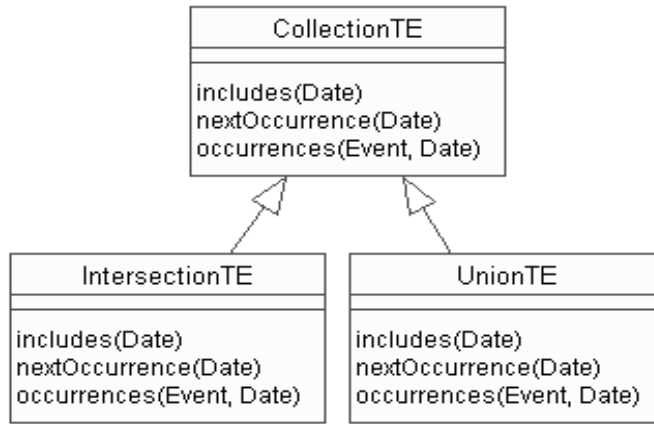 CollectionTE
includes(Date)
nextOccurrence(Date)
occurrences(Event, Date)
IntersectionTE
includes(Date)
nextOccurrence(Date)
occurrences(Event, Date)
UnionTE
includes(Date)
nextOccurrence(Date)
occurrences(Event, Date)